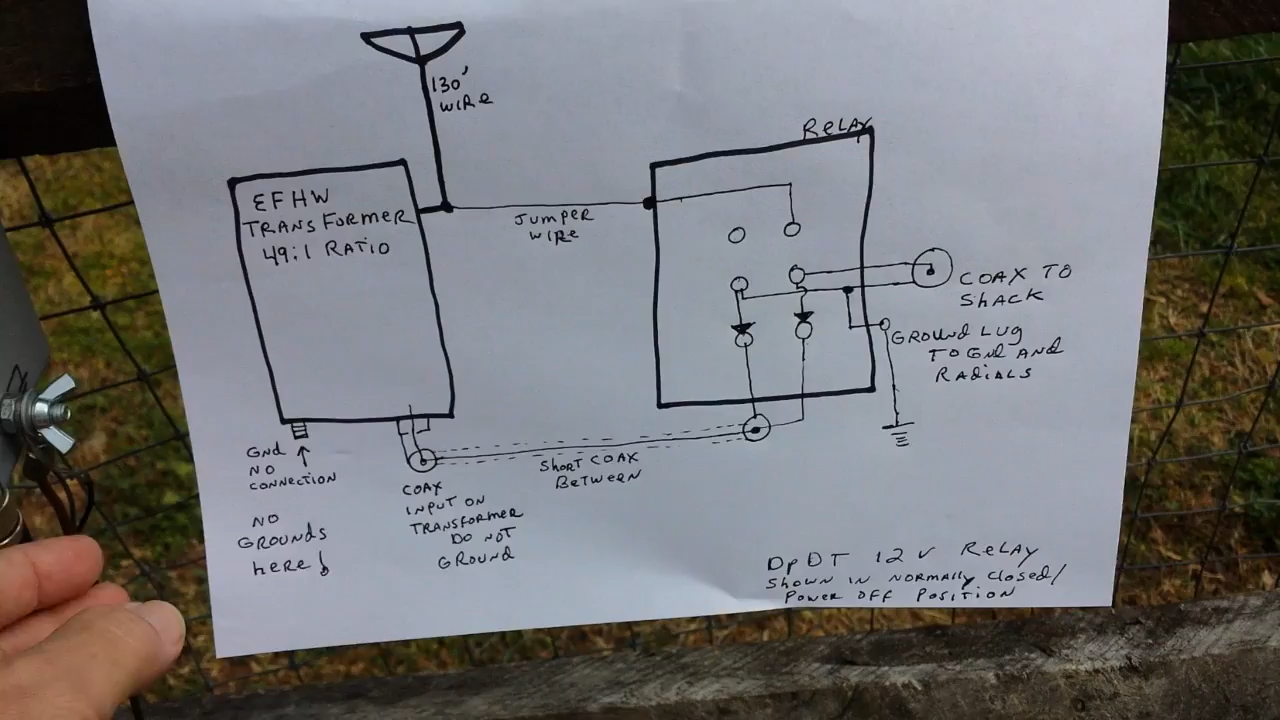 130'
WIRE
RELAY
EFHW
TRANSFORMER
49:1 RATIO
JUMPER
WIRE
COAX TO
SHACK
GROUND LUG
TO GND AND
RADIALS
GND
NO
CONNECTION
NO
GROUNDS
HERE!
COAX
INPUT ON
TRANSFORMER
DO NOT
GROUND
SHORT COAX
BETWEEN
DPDT 12V RELAY
SHOWN IN NORMALLY CLOSED/
POWER OFF POSITION